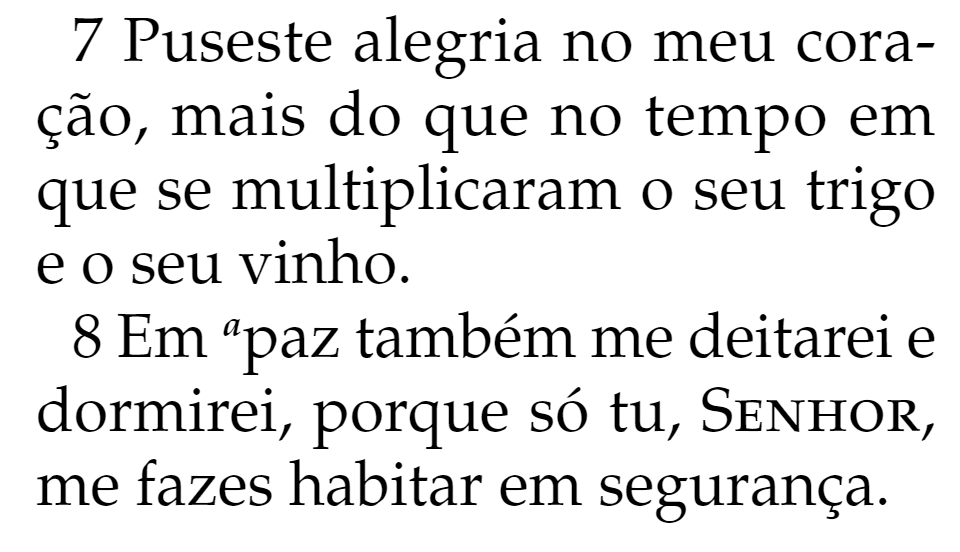 7 Puseste alegria no meu cora-
ção, mais do que no tempo em
que se multiplicaram o seu trigo
e o seu vinho.
8 Em ᵃpaz também me deitarei e
dormirei, porque só tu, SENHOR,
me fazes habitar em segurança.